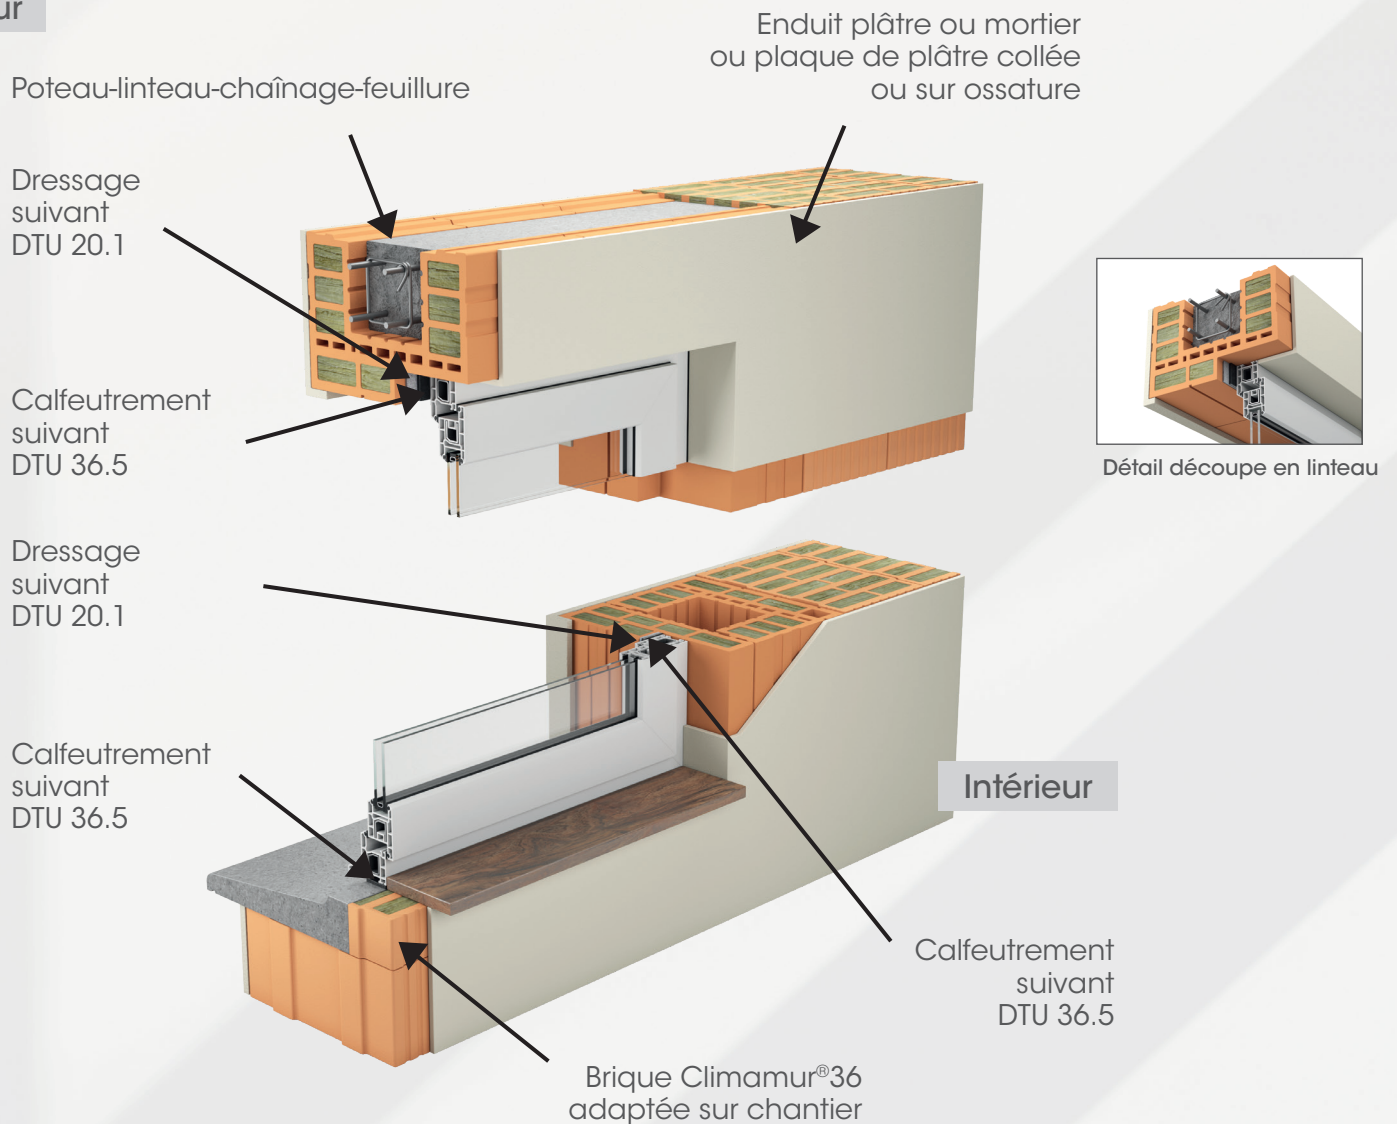 Enduit plâtre ou mortier
ou plaque de plâtre collée
ou sur ossature
Poteau-linteau-chaînage-feuillure
Dressage
suivant
DTU 20.1
Calfeutrement
suivant
DTU 36.5
Détail découpe en linteau
Dressage
suivant
DTU 20.1
Calfeutrement
suivant
DTU 36.5
Intérieur
Calfeutrement
suivant
DTU 36.5
Brique Climamur®36
adaptée sur chantier